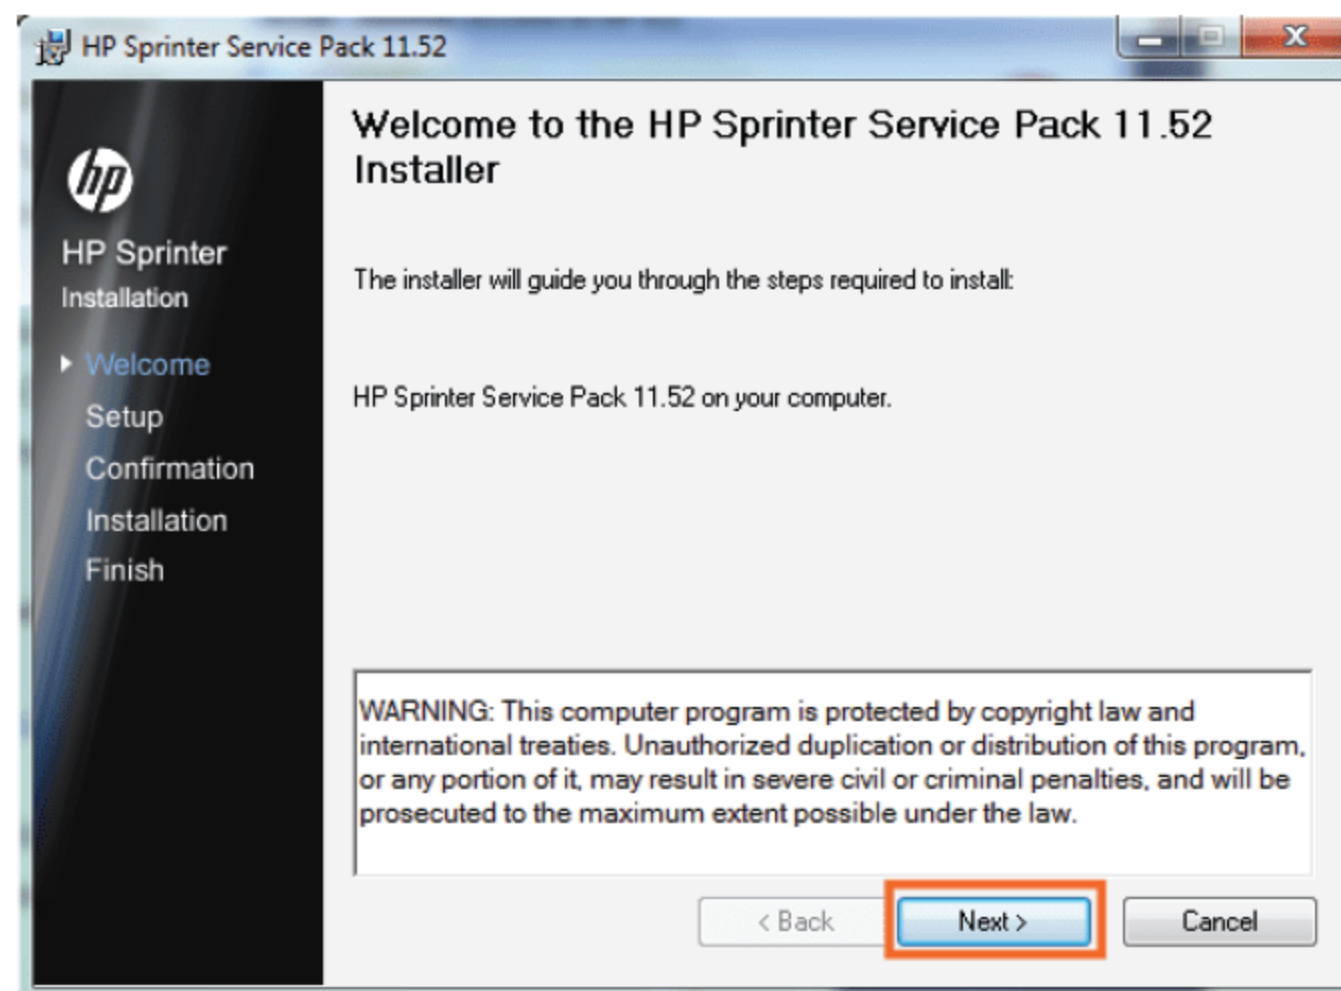 HP Sprinter Service Pack 11.52
hp
HP Sprinter
Installation
Welcome
Setup
Confirmation
Installation
Finish
Welcome to the HP Sprinter Service Pack 11.52
Installer
The installer will guide you through the steps required to install:
HP Sprinter Service Pack 11.52 on your computer.
WARNING: This computer program is protected by copyright law and
international treaties. Unauthorized duplication or distribution of this program,
or any portion of it, may result in severe civil or criminal penalties, and will be
prosecuted to the maximum extent possible under the law.
< Back Next > Cancel